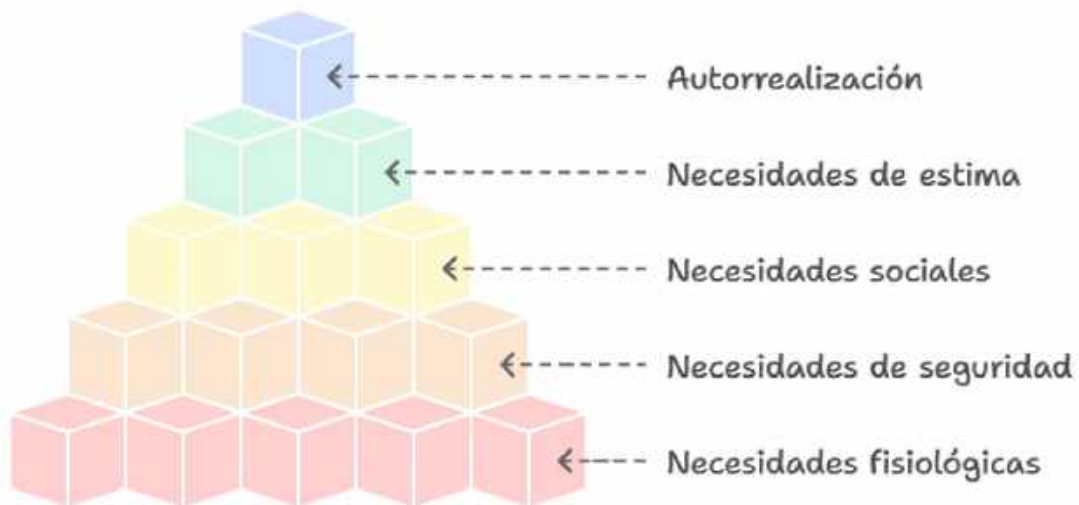 Autorrealización
Necesidades de estima
Necesidades sociales
Necesidades de seguridad
Necesidades fisiológicas